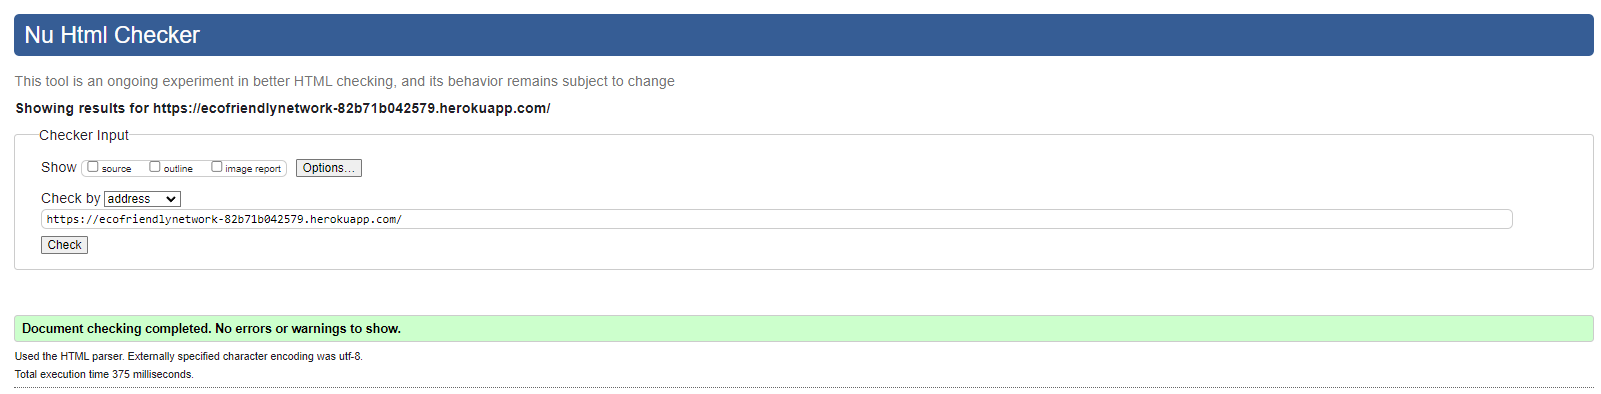 Nu Html Checker
This tool is an ongoing experiment in better HTML checking, and its behavior remains subject to change
Showing results for https://ecofriendlynetwork-82b71b042579.herokuapp.com/
Checker Input
Show source outline image report Options...
Check by address
https://ecofriendlynetwork-82b71b042579.herokuapp.com/
Check
Document checking completed. No errors or warnings to show.
Used the HTML parser. Externally specified character encoding was utf-8.
Total execution time 375 milliseconds.